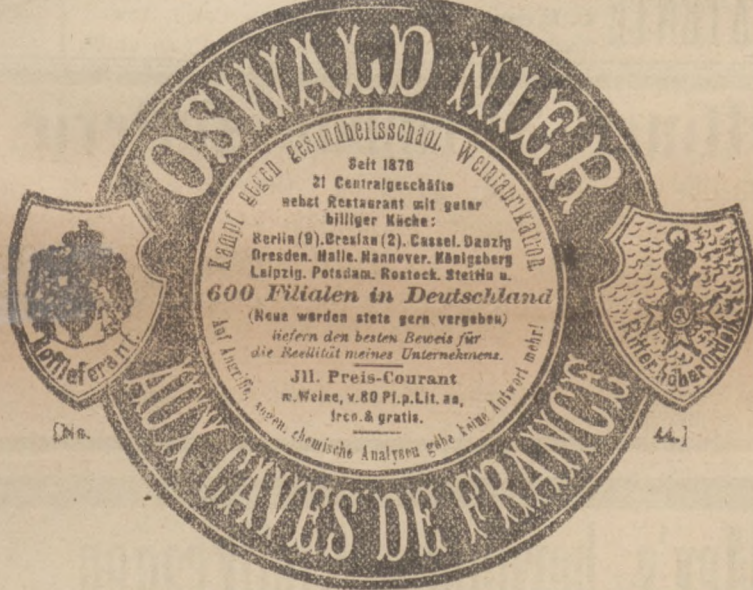 OSWALD NIER
Kampf gegen gesundheitsschädl. Weinfabrikation.
Seit 1876
21 Centralgeschäfte
nebst Restaurant mit guter
billiger Küche:
Berlin (9). Breslau (2). Cassel. Danzig
Dresden. Halle. Hannover. Königsberg
Leipzig. Potsdam. Rostock. Stettin u.
600 Filialen in Deutschland
(Neue werden stets gern vergeben)
liefern den besten Beweis für
die Reellität meines Unternehmens.
Jll. Preis-Courant
m. Weine, v. 80 Pf. p. Lit. an,
frco. & gratis.
Auf Angriffe, sogen. chemische Analysen gebe keine Antwort mehr!
Hoflieferant.
Ritter hoher Orden.
[No. 44.]
AUX CAVES DE FRANCE